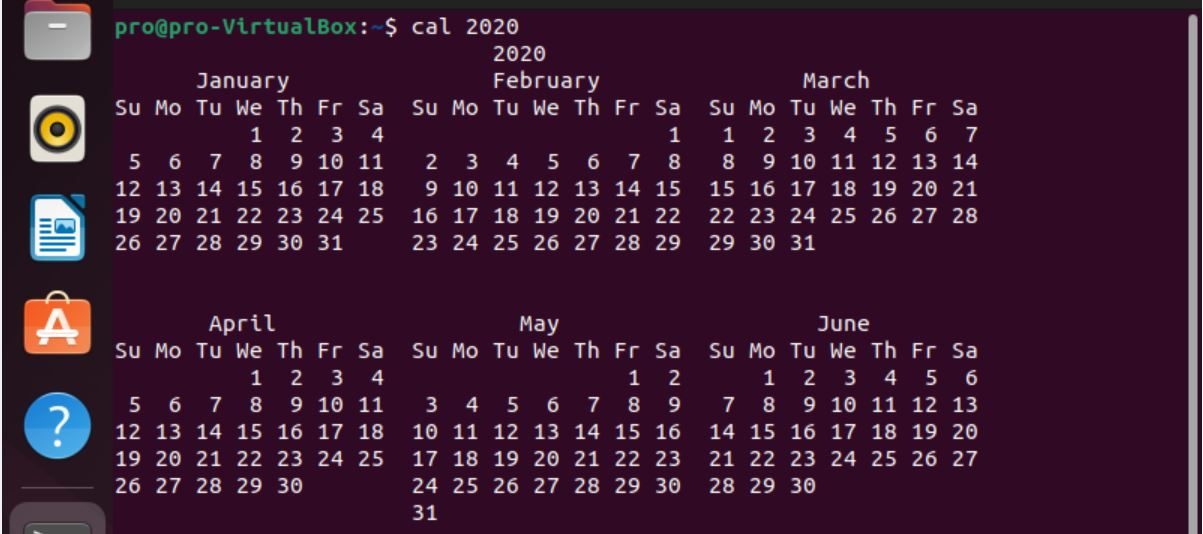 pro@pro-VirtualBox:~$ cal 2020
                            2020
      January               February               March
Su Mo Tu We Th Fr Sa  Su Mo Tu We Th Fr Sa  Su Mo Tu We Th Fr Sa
          1  2  3  4                     1   1  2  3  4  5  6  7
 5  6  7  8  9 10 11   2  3  4  5  6  7  8   8  9 10 11 12 13 14
12 13 14 15 16 17 18   9 10 11 12 13 14 15  15 16 17 18 19 20 21
19 20 21 22 23 24 25  16 17 18 19 20 21 22  22 23 24 25 26 27 28
26 27 28 29 30 31     23 24 25 26 27 28 29  29 30 31
       April                  May                   June
Su Mo Tu We Th Fr Sa  Su Mo Tu We Th Fr Sa  Su Mo Tu We Th Fr Sa
          1  2  3  4                  1  2      1  2  3  4  5  6
 5  6  7  8  9 10 11   3  4  5  6  7  8  9   7  8  9 10 11 12 13
12 13 14 15 16 17 18  10 11 12 13 14 15 16  14 15 16 17 18 19 20
19 20 21 22 23 24 25  17 18 19 20 21 22 23  21 22 23 24 25 26 27
26 27 28 29 30        24 25 26 27 28 29 30  28 29 30
                      31